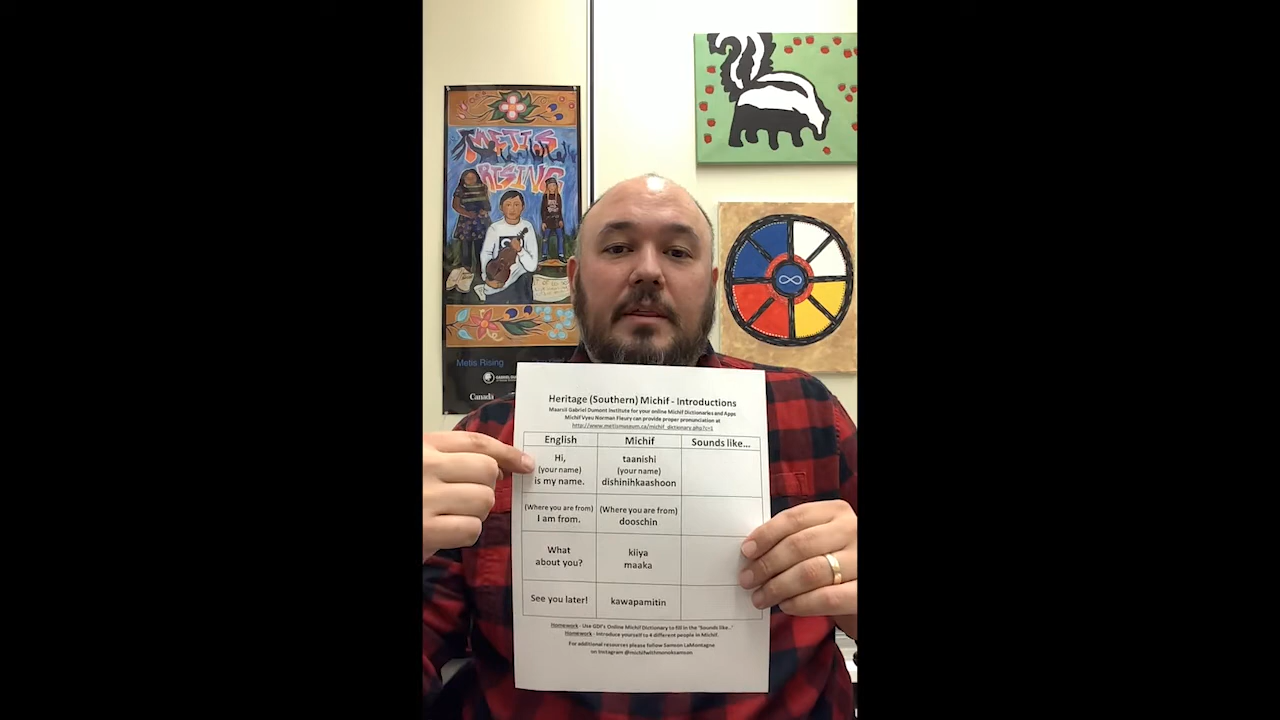 METIS
RISING
Metis Rising
Canada
Heritage (Southern) Michif - Introductions
Maarsii Gabriel Dumont Institute for your online Michif Dictionaries and Apps
Michif Vyeu Norman Fleury can provide proper pronunciation at
English Michif Sounds like...
Hi, taanishi
(your name) (your name)
is my name. dishinihkaashoon
(Where you are from) (Where you are from)
I am from. dooschin
What kiiya
about you? maaka
See you later! kawapamitin
Homework - Use GDI's Online Michif Dictionary to fill in the 'Sounds like..'
Homework - Introduce yourself to 4 different people in Michif.
For additional resources please follow Samson LaMontagne
on Instagram @michifwithmoneksamson